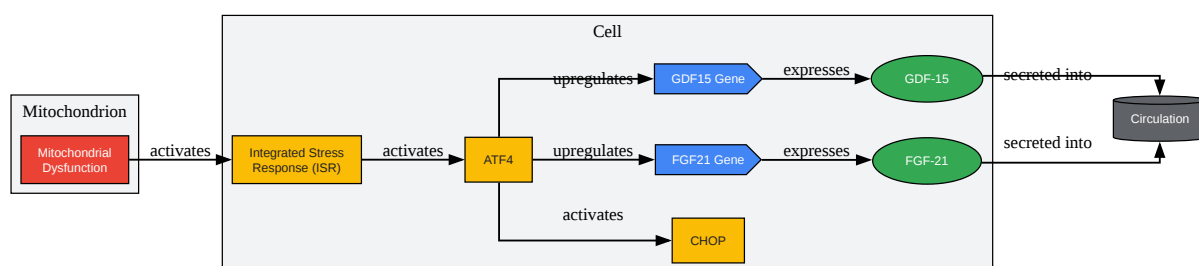 Cell
Mitochondrion
Mitochondrial
Dysfunction
activates
Integrated Stress
Response (ISR)
activates
ATF4
upregulates
GDF15 Gene
expresses
GDF-15
secreted into
upregulates
FGF21 Gene
expresses
FGF-21
secreted into
Circulation
activates
CHOP